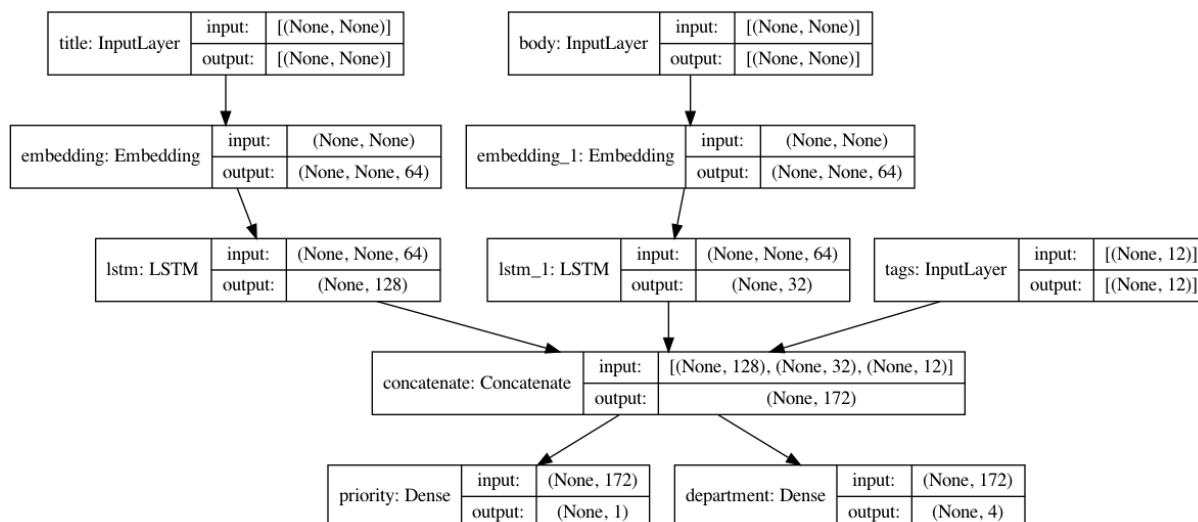 title: InputLayer
input: [(None, None)]
output: [(None, None)]
body: InputLayer
input: [(None, None)]
output: [(None, None)]
embedding: Embedding
input: (None, None)
output: (None, None, 64)
embedding_1: Embedding
input: (None, None)
output: (None, None, 64)
lstm: LSTM
input: (None, None, 64)
output: (None, 128)
lstm_1: LSTM
input: (None, None, 64)
output: (None, 32)
tags: InputLayer
input: [(None, 12)]
output: [(None, 12)]
concatenate: Concatenate
input: [(None, 128), (None, 32), (None, 12)]
output: (None, 172)
priority: Dense
input: (None, 172)
output: (None, 1)
department: Dense
input: (None, 172)
output: (None, 4)